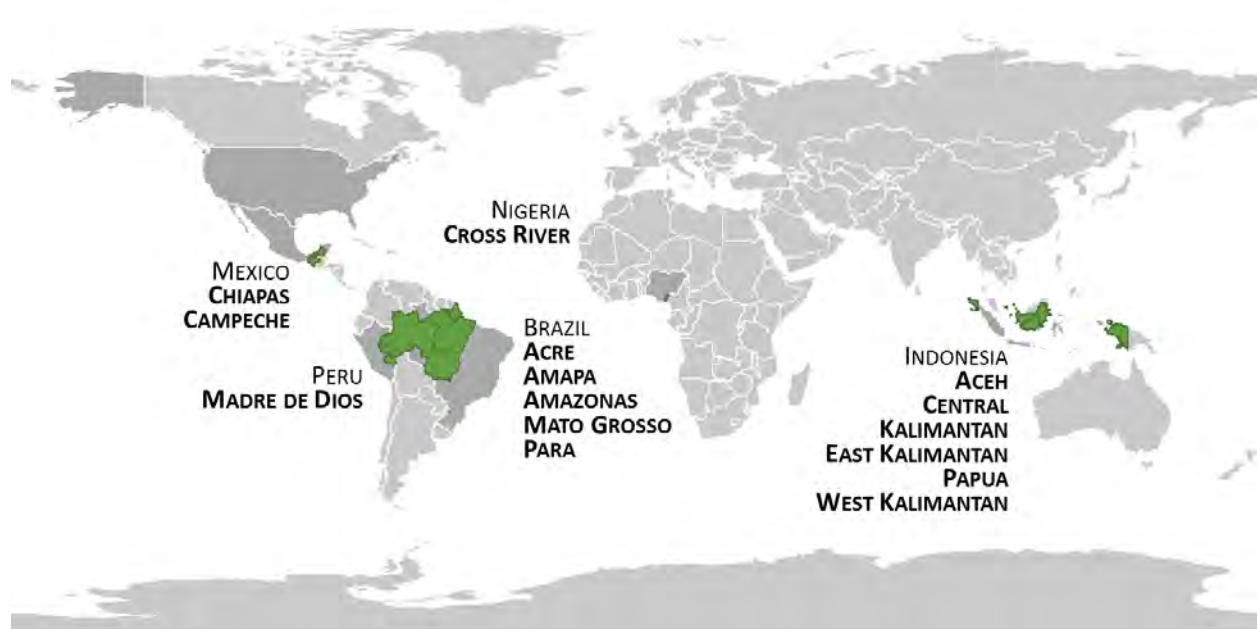 NIGERIA
CROSS RIVER
MEXICO
CHIAPAS
CAMPECHE
PERU
MADRE DE DIOS
BRAZIL
ACRE
AMAPA
AMAZONAS
MATO GROSSO
PARA
INDONESIA
ACEH
CENTRAL
KALIMANTAN
EAST KALIMANTAN
PAPUA
WEST KALIMANTAN